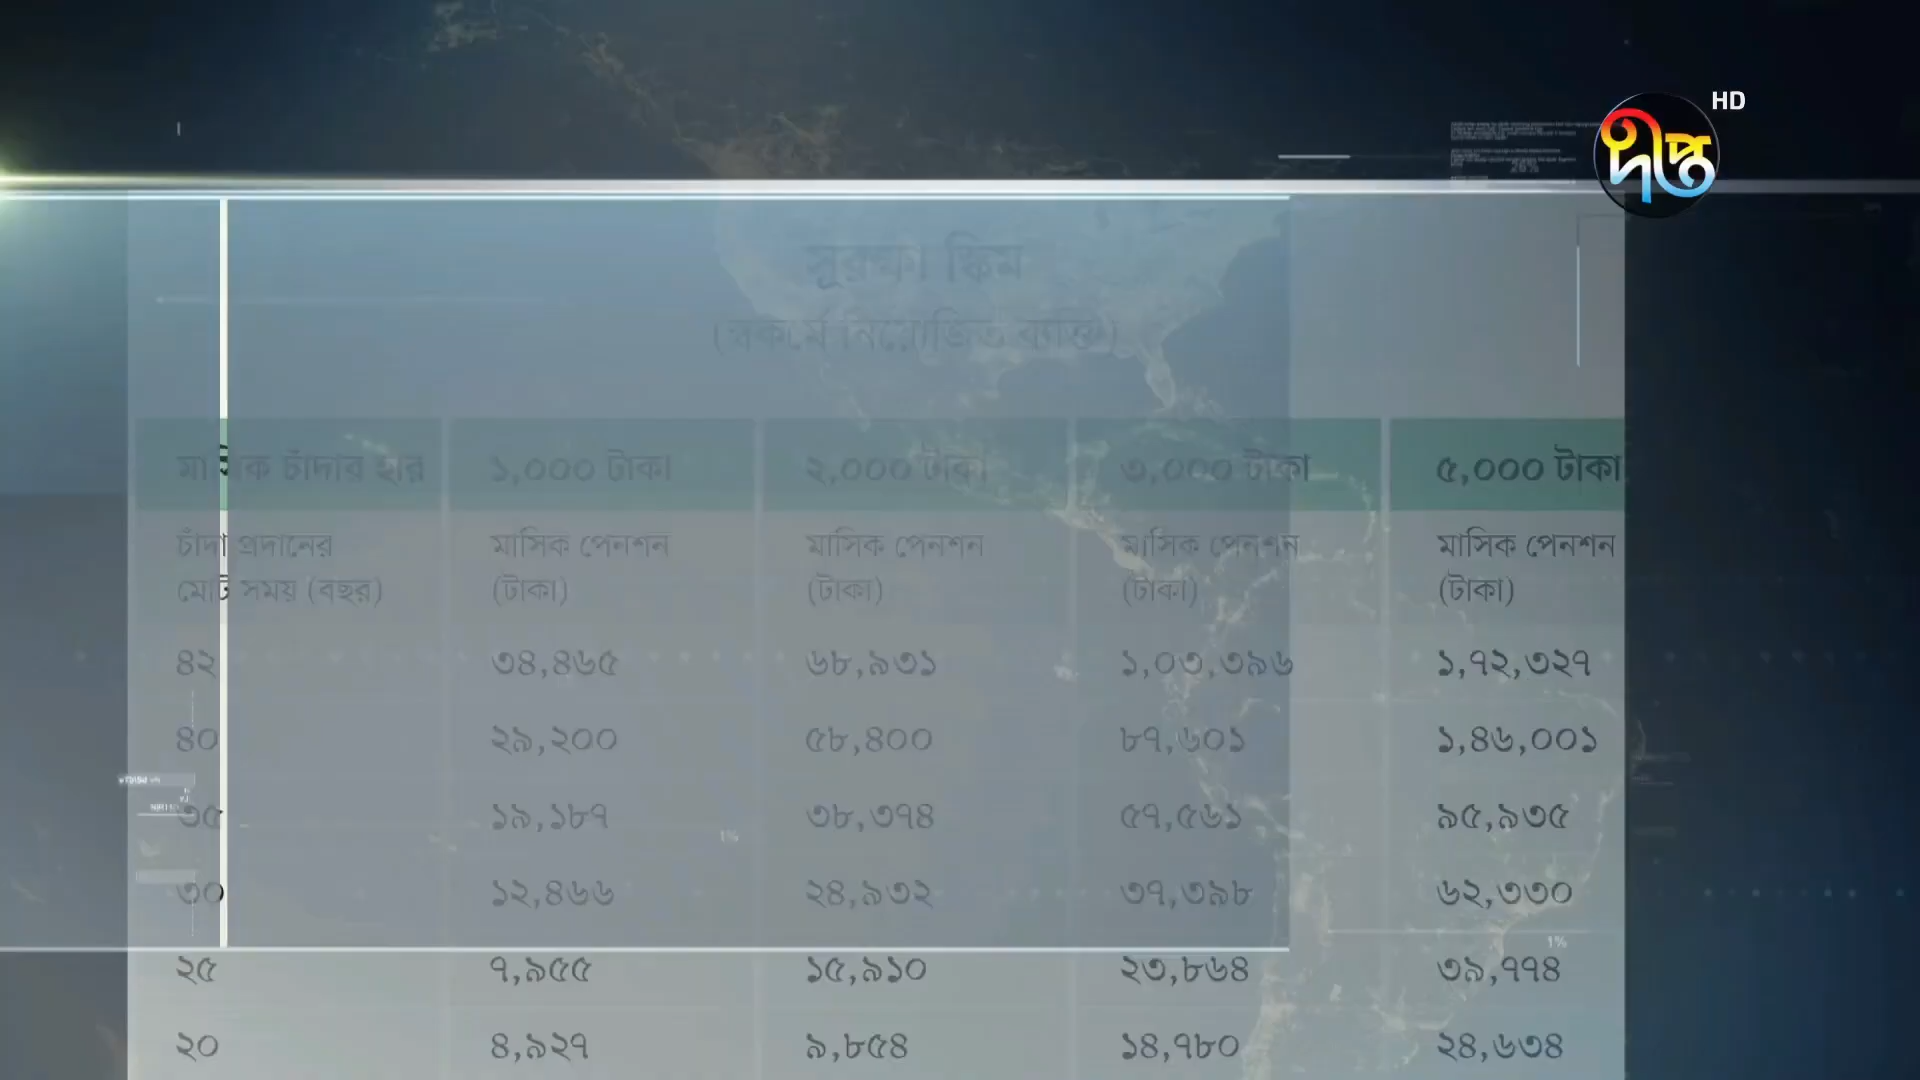 HD
দীপ্ত
সুরক্ষা স্কিম
(স্বকর্মে নিয়োজিত ব্যক্তি)
মাসিক চাঁদার হার ১,০০০ টাকা ২,০০০ টাকা ৩,০০০ টাকা ৫,০০০ টাকা
চাঁদা প্রদানের মাসিক পেনশন মাসিক পেনশন মাসিক পেনশন মাসিক পেনশন
মোট সময় (বছর) (টাকা) (টাকা) (টাকা) (টাকা)
৪২ ৩৪,৪৬৫ ৬৮,৯৩১ ১,০৩,৩৯৬ ১,৭২,৩২৭
৪০ ২৯,২০০ ৫৮,৪০০ ৮৭,৬০১ ১,৪৬,০০১
৩৫ ১৯,১৮৭ ৩৮,৩৭৪ ৫৭,৫৬১ ৯৫,৯৩৫
1%
৩০ ১২,৪৬৬ ২৪,৯৩২ ৩৭,৩৯৮ ৬২,৩৩০
1%
২৫ ৭,৯৫৫ ১৫,৯১০ ২৩,৮৬৪ ৩৯,৭৭৪
২০ ৪,৯২৭ ৯,৮৫৪ ১৪,৭৮০ ২৪,৬৩৪